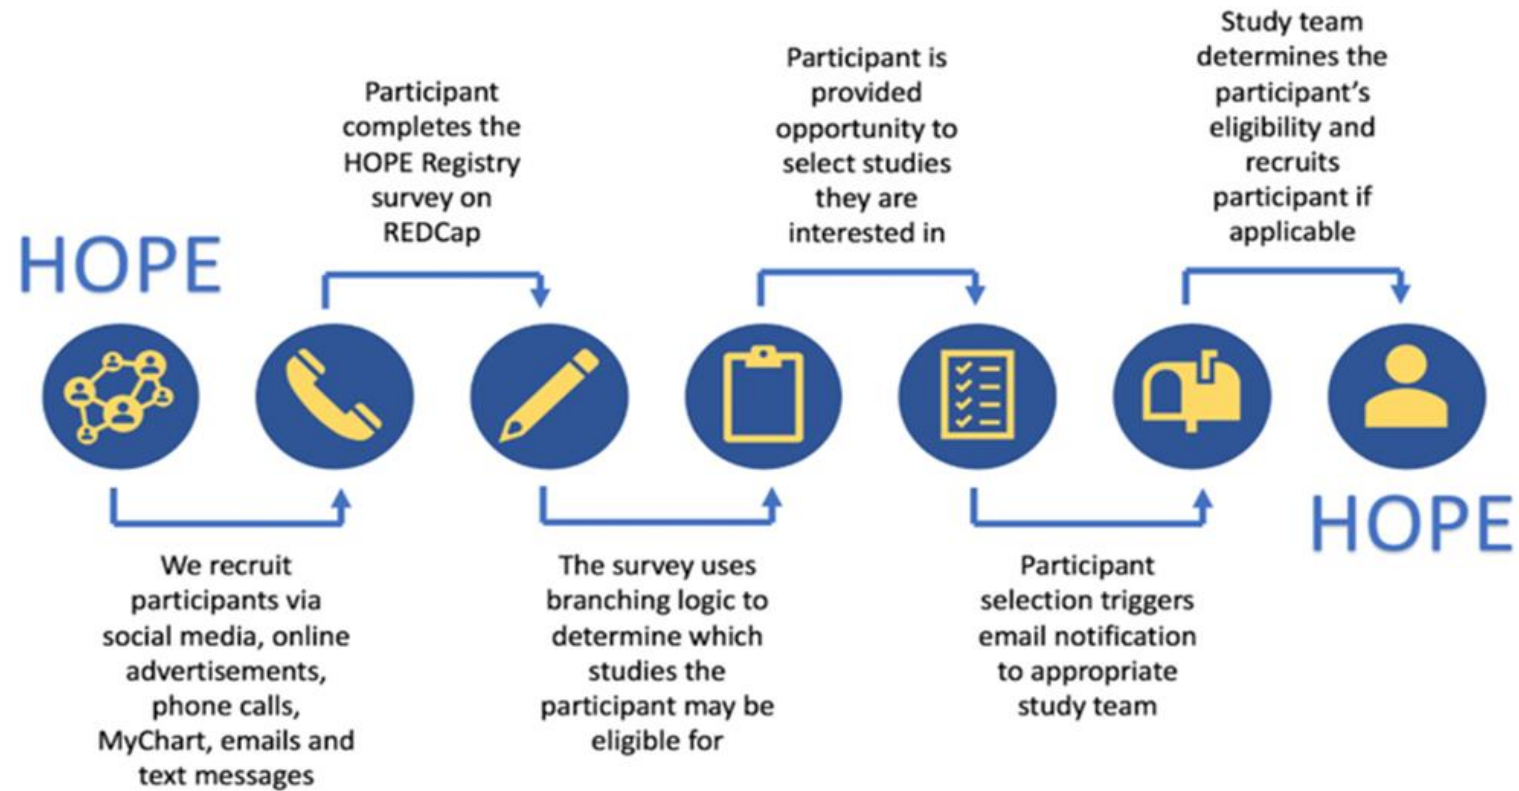 HOPE
We recruit
participants via
social media, online
advertisements,
phone calls,
MyChart, emails and
text messages
Participant
completes the
HOPE Registry
survey on
REDCap
The survey uses
branching logic to
determine which
studies the
participant may be
eligible for
Participant is
provided
opportunity to
select studies
they are
interested in
Participant
selection triggers
email notification
to appropriate
study team
Study team
determines the
participant’s
eligibility and
recruits
participant if
applicable
HOPE